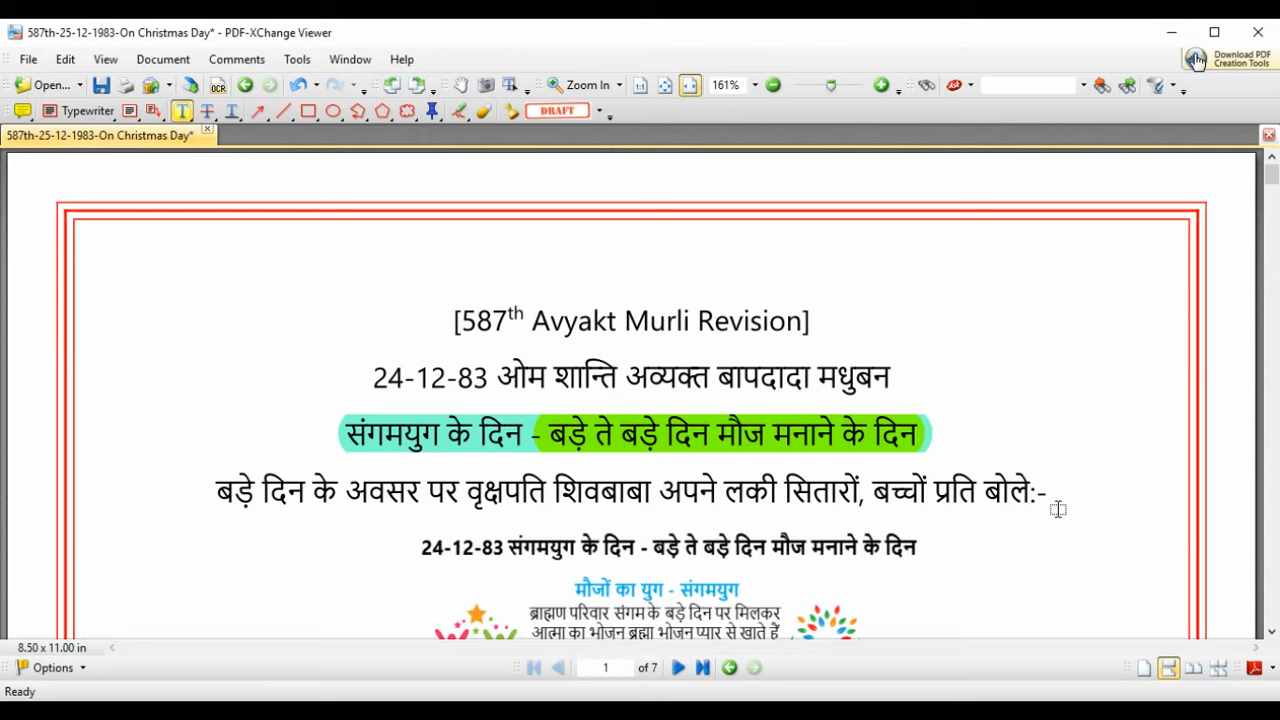 587th-25-12-1983-On Christmas Day* - PDF-XChange Viewer
File Edit View Document Comments Tools Window Help
Download PDF Creation Tools
Open... OCR Zoom In 161%
Typewriter DRAFT
587th-25-12-1983-On Christmas Day*
[587th Avyakt Murli Revision]
24-12-83 ओम शान्ति अव्यक्त बापदादा मधुबन
संगमयुग के दिन - बड़े ते बड़े दिन मौज मनाने के दिन
बड़े दिन के अवसर पर वृक्षपति शिवबाबा अपने लकी सितारों, बच्चों प्रति बोले:-
24-12-83 संगमयुग के दिन - बड़े ते बड़े दिन मौज मनाने के दिन
मौजों का युग - संगमयुग
ब्राह्मण परिवार संगम के बड़े दिन पर मिलकर
आत्मा का भोजन ब्रह्मा भोजन प्यार से खाते हैं
8.50 x 11.00 in
Options 1 of 7
Ready